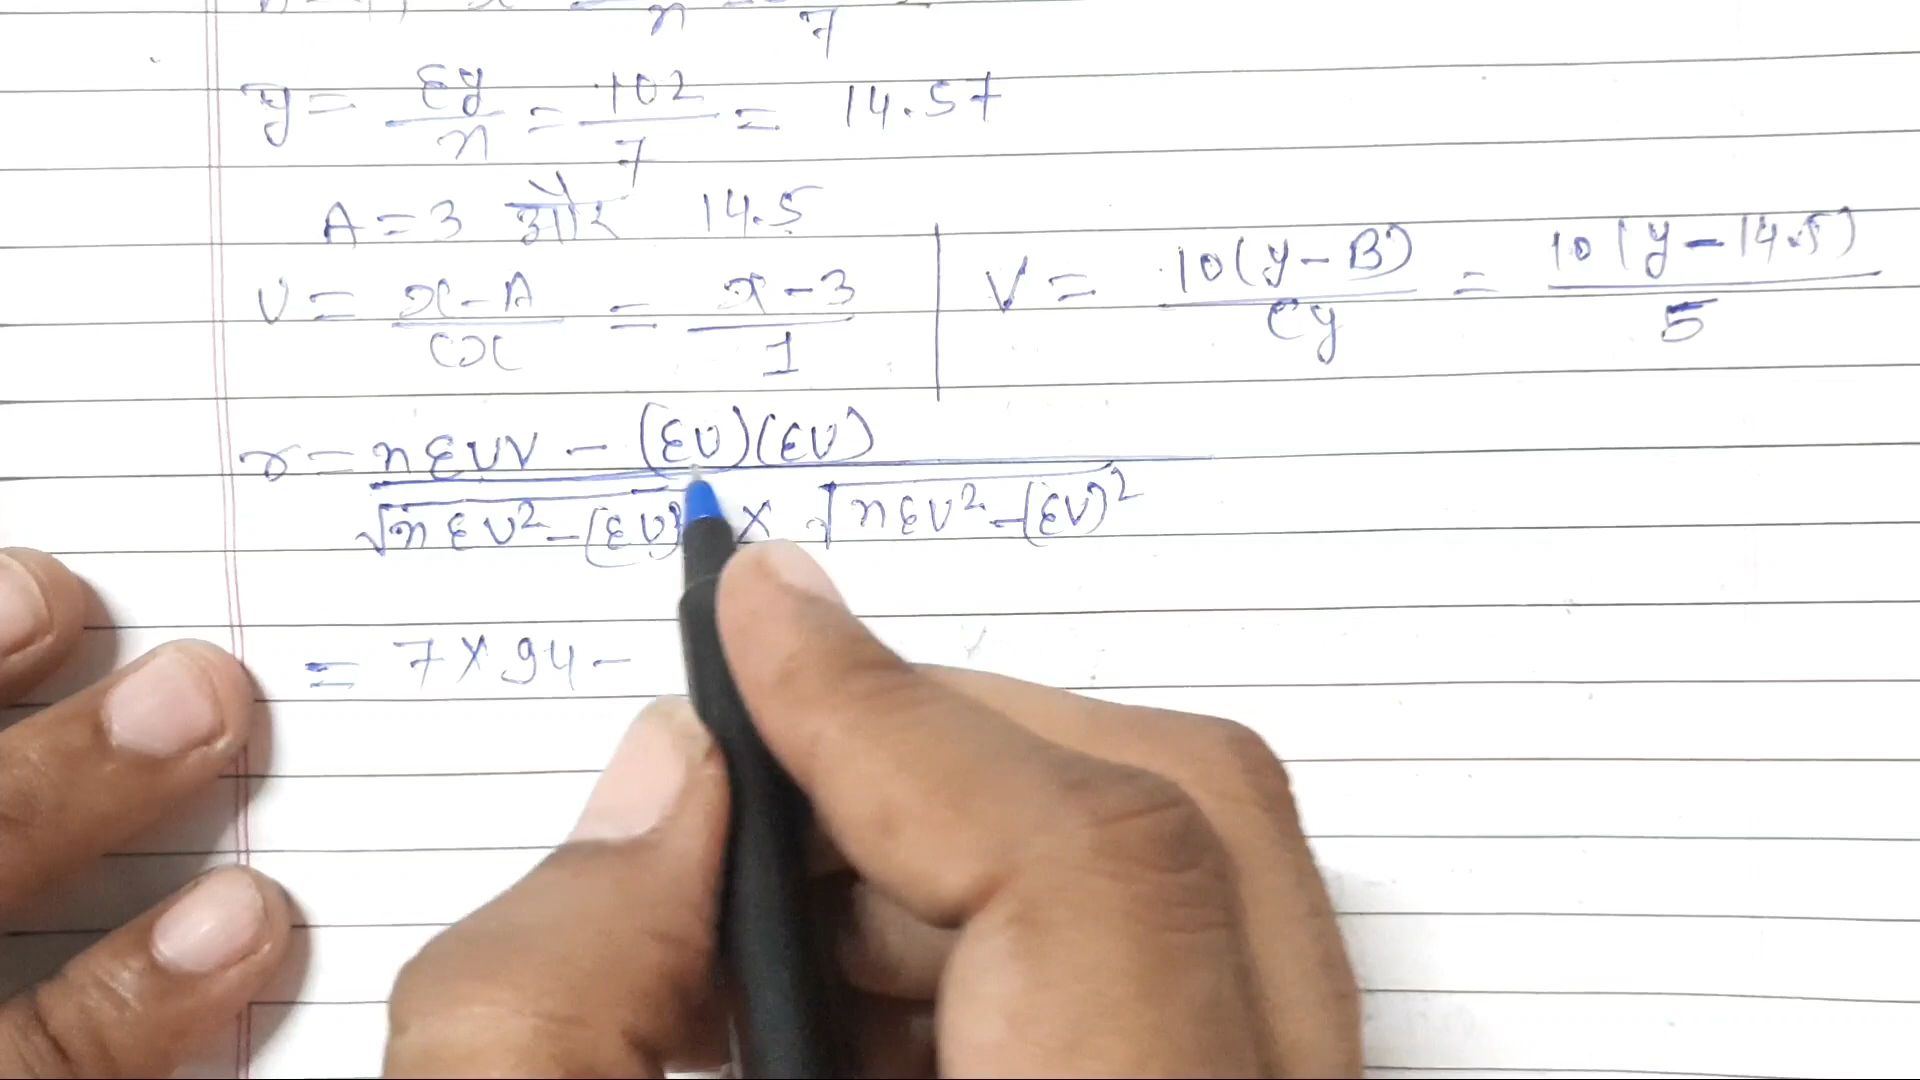 n 7
ȳ = Σy/n = 102/7 = 14.57
A = 3 और 14.5
U = x-A/Cx = x-3/1
V = 10(y-B)/Cy = 10(y-14.5)/5
r = nΣUV - (ΣU)(ΣV)
√nΣU² - (ΣU)² × √nΣV² - (ΣV)²
= 7 × 94 -